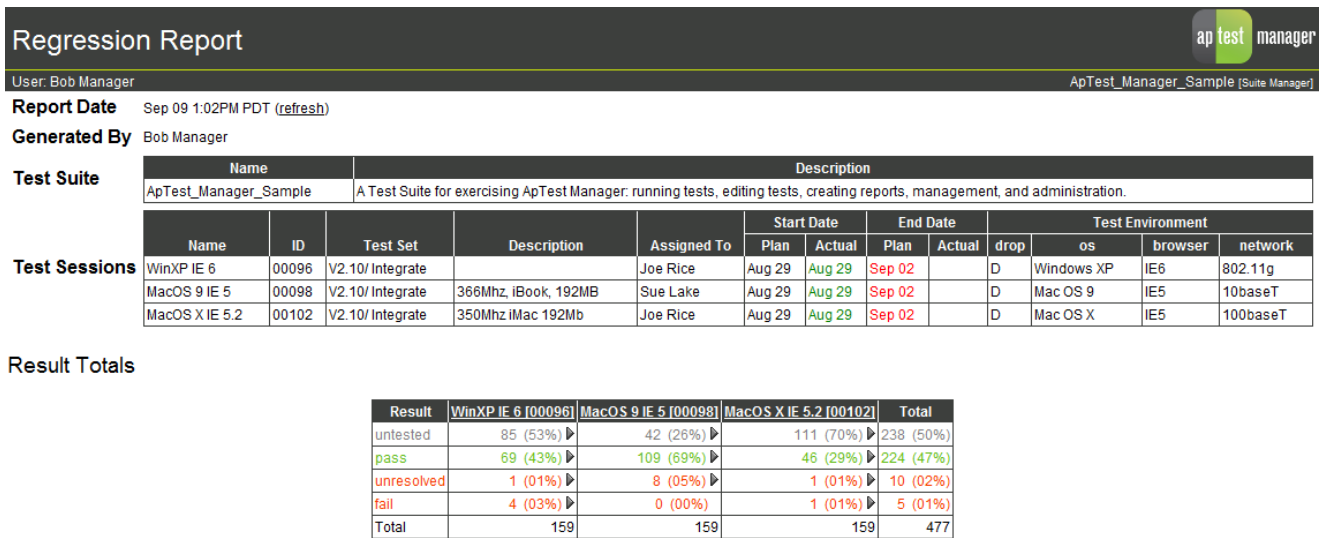 Regression Report
ap test manager
User: Bob Manager
ApTest_Manager_Sample [Suite Manager]
Report Date Sep 09 1:02PM PDT (refresh)
Generated By Bob Manager
Test Suite
Name Description
ApTest_Manager_Sample A Test Suite for exercising ApTest Manager: running tests, editing tests, creating reports, management, and administration.
Test Sessions
Start Date End Date Test Environment
Name ID Test Set Description Assigned To Plan Actual Plan Actual drop os browser network
WinXP IE 6 00096 V2.10/ Integrate Joe Rice Aug 29 Aug 29 Sep 02 D Windows XP IE6 802.11g
MacOS 9 IE 5 00098 V2.10/ Integrate 366Mhz, iBook, 192MB Sue Lake Aug 29 Aug 29 Sep 02 D Mac OS 9 IE5 10baseT
MacOS X IE 5.2 00102 V2.10/ Integrate 350Mhz iMac 192Mb Joe Rice Aug 29 Aug 29 Sep 02 D Mac OS X IE5 100baseT
Result Totals
Result WinXP IE 6 [00096] MacOS 9 IE 5 [00098] MacOS X IE 5.2 [00102] Total
untested 85 (53%) 42 (26%) 111 (70%) 238 (50%)
pass 69 (43%) 109 (69%) 46 (29%) 224 (47%)
unresolved 1 (01%) 8 (05%) 1 (01%) 10 (02%)
fail 4 (03%) 0 (00%) 1 (01%) 5 (01%)
Total 159 159 159 477